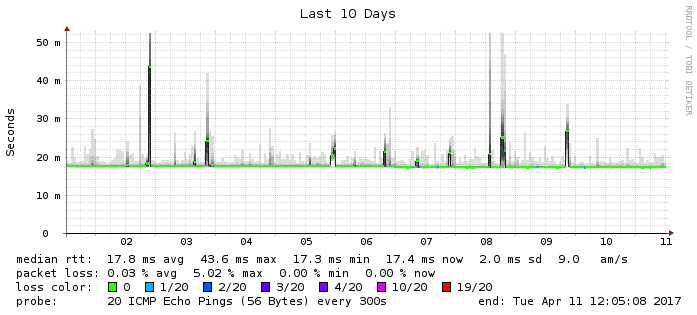 Last 10 Days
RRDTOOL / TOBI OETIKER
Seconds
50 m
40 m
30 m
20 m
10 m
0
02 03 04 05 06 07 08 09 10 11
median rtt: 17.8 ms avg 43.6 ms max 17.3 ms min 17.4 ms now 2.0 ms sd 9.0 am/s
packet loss: 0.03 % avg 5.02 % max 0.00 % min 0.00 % now
loss color: 0 1/20 2/20 3/20 4/20 10/20 19/20
probe: 20 ICMP Echo Pings (56 Bytes) every 300s end: Tue Apr 11 12:05:08 2017